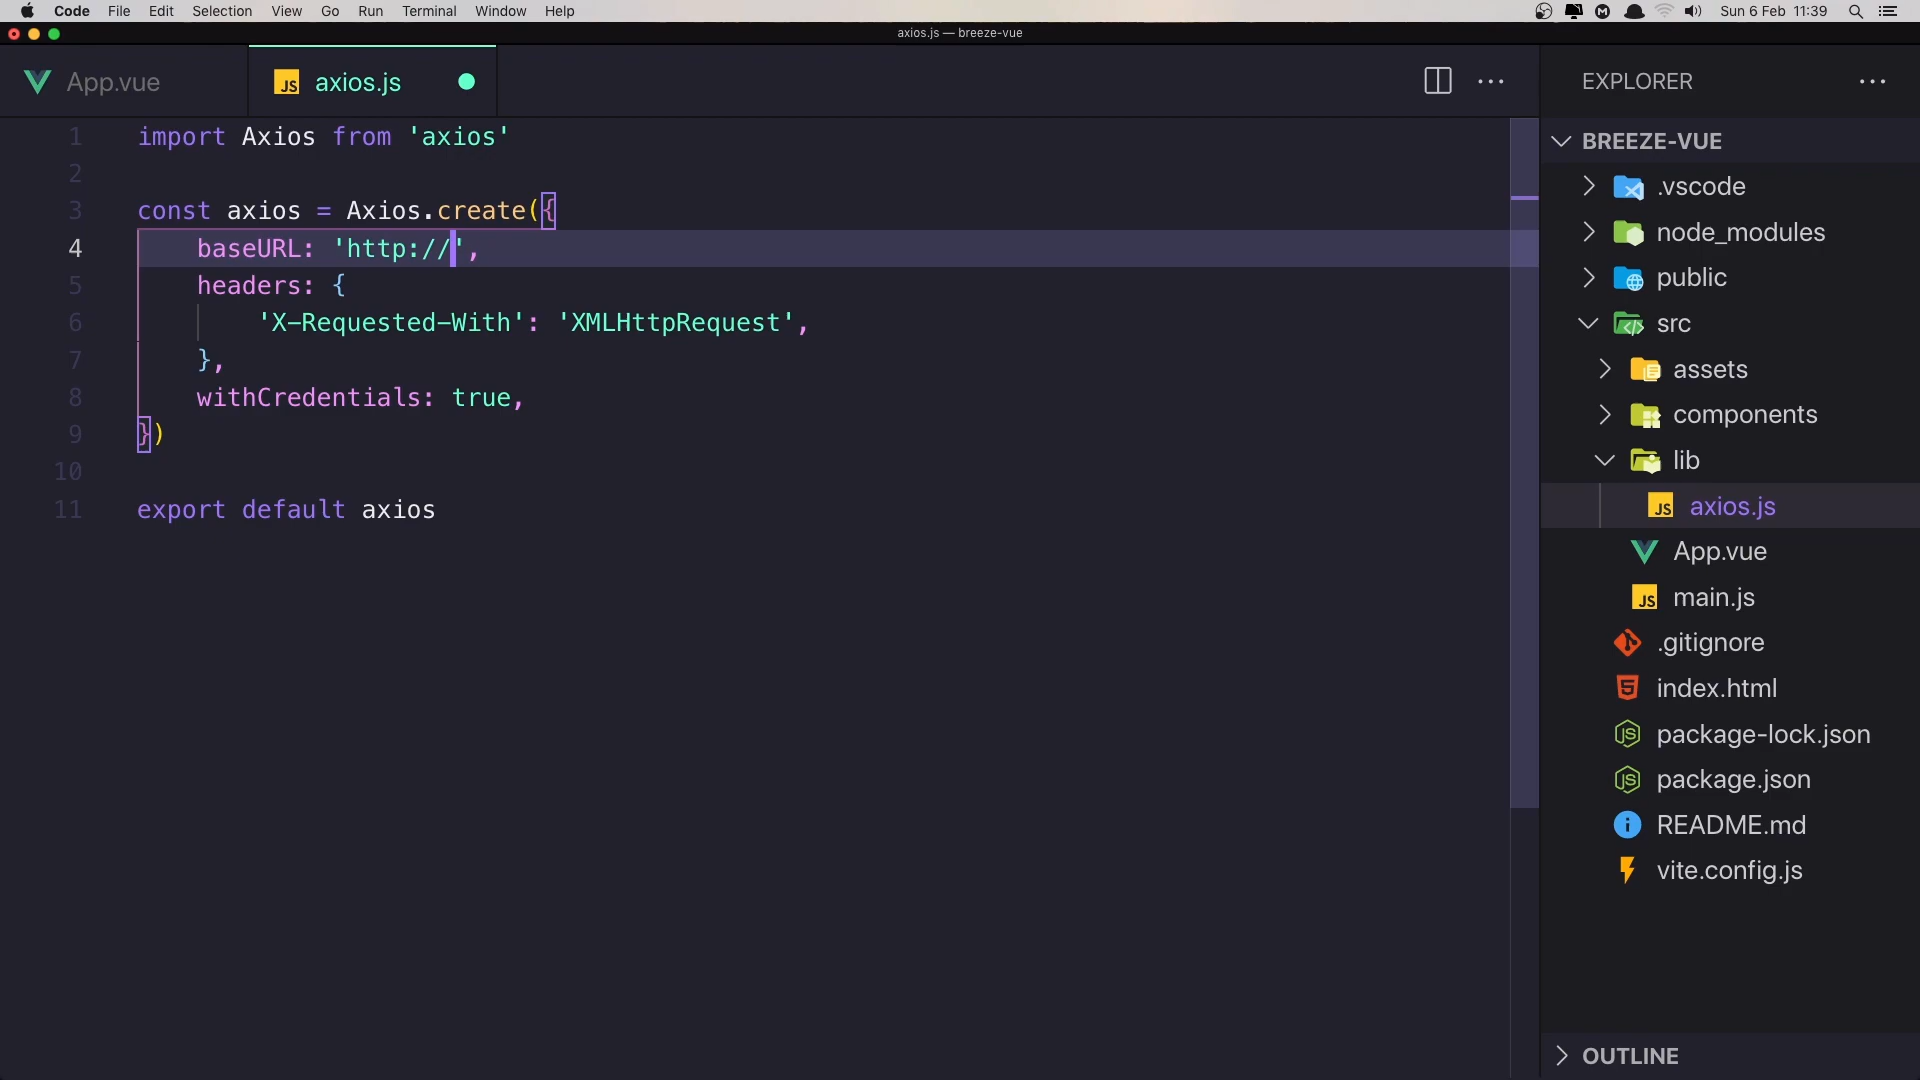 Code File Edit Selection View Go Run Terminal Window Help Sun 6 Feb 11:39
axios.js — breeze-vue
App.vue
JS axios.js
EXPLORER
1 import Axios from 'axios'
2
3 const axios = Axios.create({
4 baseURL: 'http://',
5 headers: {
6 'X-Requested-With': 'XMLHttpRequest',
7 },
8 withCredentials: true,
9 })
10
11 export default axios
BREEZE-VUE
.vscode
node_modules
public
src
assets
components
lib
JS axios.js
App.vue
JS main.js
.gitignore
index.html
package-lock.json
package.json
README.md
vite.config.js
OUTLINE